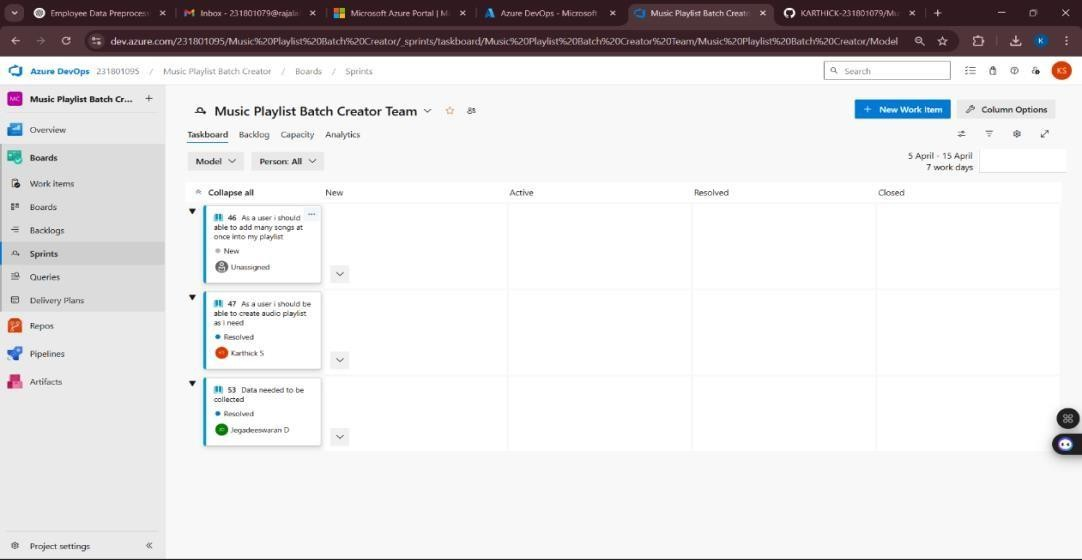 Employee Data Preprocess
Inbox - 231801079@rajala
Microsoft Azure Portal | M
Azure DevOps - Microsoft
Music Playlist Batch Creato
KARTHICK-231801079/Mu
dev.azure.com/231801095/Music%20Playlist%20Batch%20Creator/_sprints/taskboard/Music%20Playlist%20Batch%20Creator%20Team/Music%20Playlist%20Batch%20Creator/Model
K
Azure DevOps 231801095 / Music Playlist Batch Creator / Boards / Sprints
Search
KS
MC Music Playlist Batch Cr...
Overview
Boards
Work items
Boards
Backlogs
Sprints
Queries
Delivery Plans
Repos
Pipelines
Artifacts
Project settings
Music Playlist Batch Creator Team
New Work Item
Column Options
Taskboard Backlog Capacity Analytics
Model
Person: All
5 April - 15 April
7 work days
Collapse all New Active Resolved Closed
46 As a user i should
able to add many songs at
once into my playlist
New
Unassigned
47 As a user i should be
able to create audio playlist
as i need
Resolved
Karthick S
53 Data needed to be
collected
Resolved
Jegadeeswaran D